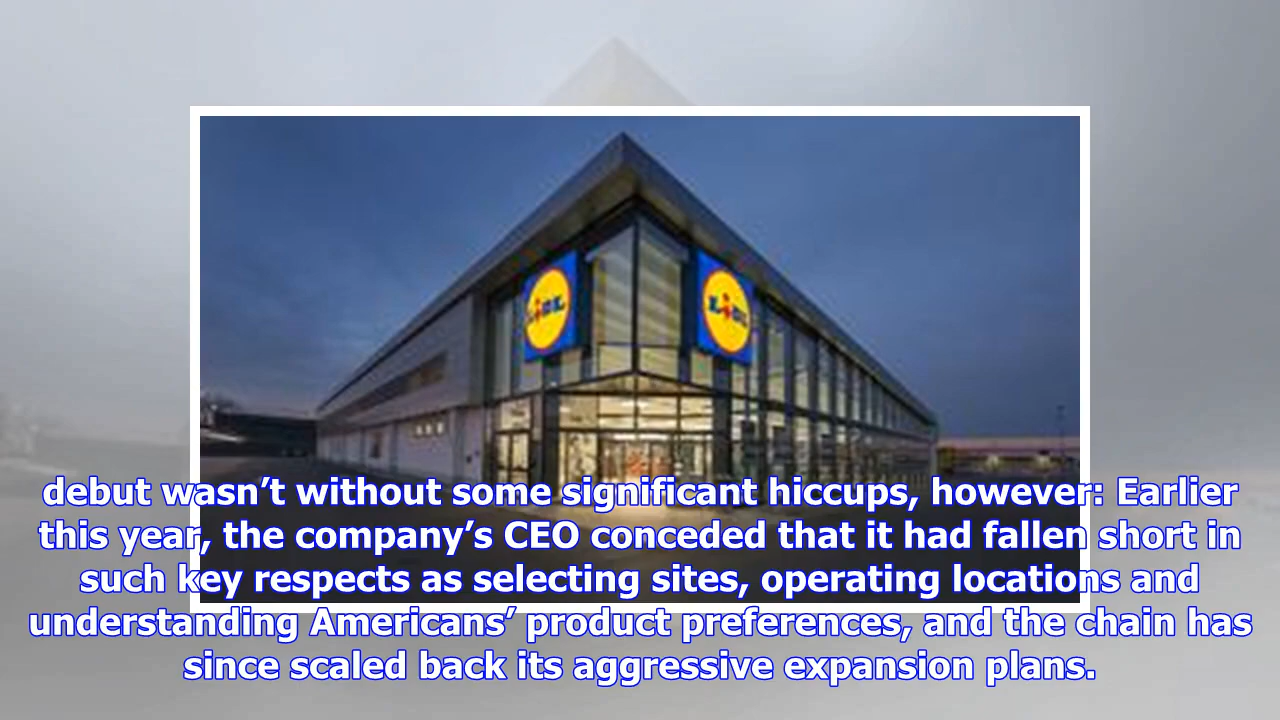 LIDL LIDL
debut wasn’t without some significant hiccups, however: Earlier
this year, the company’s CEO conceded that it had fallen short in
such key respects as selecting sites, operating locations and
understanding Americans’ product preferences, and the chain has
since scaled back its aggressive expansion plans.